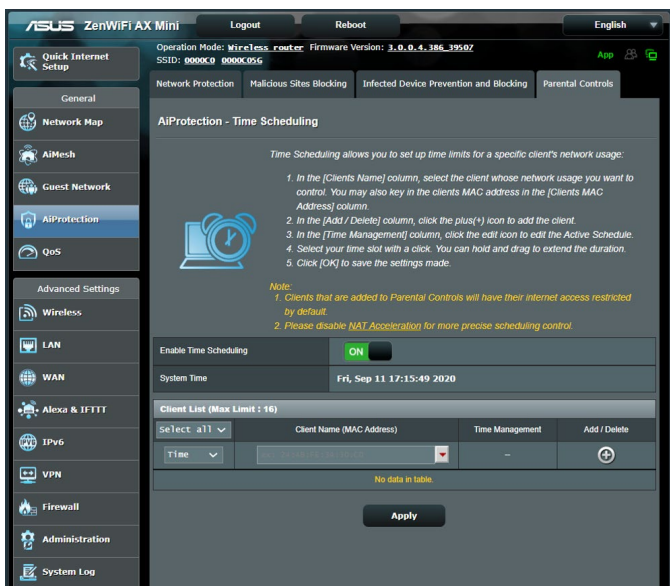 ASUS ZenWiFi AX Mini Logout Reboot English
Operation Mode: Wireless router Firmware Version: 3.0.0.4.386_39507
SSID: 0000C0 0000C05G
App
Quick Internet
Setup
General
Network Map
AiMesh
Guest Network
AiProtection
QoS
Advanced Settings
Wireless
LAN
WAN
Alexa & IFTTT
IPv6
VPN
Firewall
Administration
System Log
Network Protection Malicious Sites Blocking Infected Device Prevention and Blocking Parental Controls
AiProtection - Time Scheduling
Time Scheduling allows you to set up time limits for a specific client's network usage:
1. In the [Clients Name] column, select the client whose network usage you want to
control. You may also key in the clients MAC address in the [Clients MAC
Address] column.
2. In the [Add / Delete] column, click the plus(+) icon to add the client.
3. In the [Time Management] column, click the edit icon to edit the Active Schedule.
4. Select your time slot with a click. You can hold and drag to extend the duration.
5. Click [OK] to save the settings made.
Note:
1. Clients that are added to Parental Controls will have their internet access restricted
by default.
2. Please disable NAT Acceleration for more precise scheduling control.
Enable Time Scheduling ON
System Time Fri, Sep 11 17:15:49 2020
Client List (Max Limit : 16)
Select all Client Name (MAC Address) Time Management Add / Delete
Time --
No data in table.
Apply